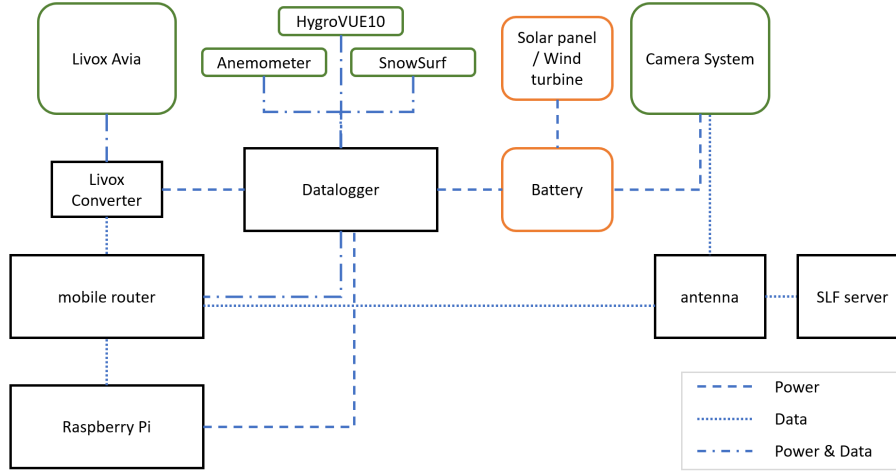 HygroVUE10
Livox Avia
Anemometer
SnowSurf
Solar panel
/ Wind
turbine
Camera System
Livox
Converter
Datalogger
Battery
mobile router
antenna
SLF server
Raspberry Pi
Power
Data
Power & Data